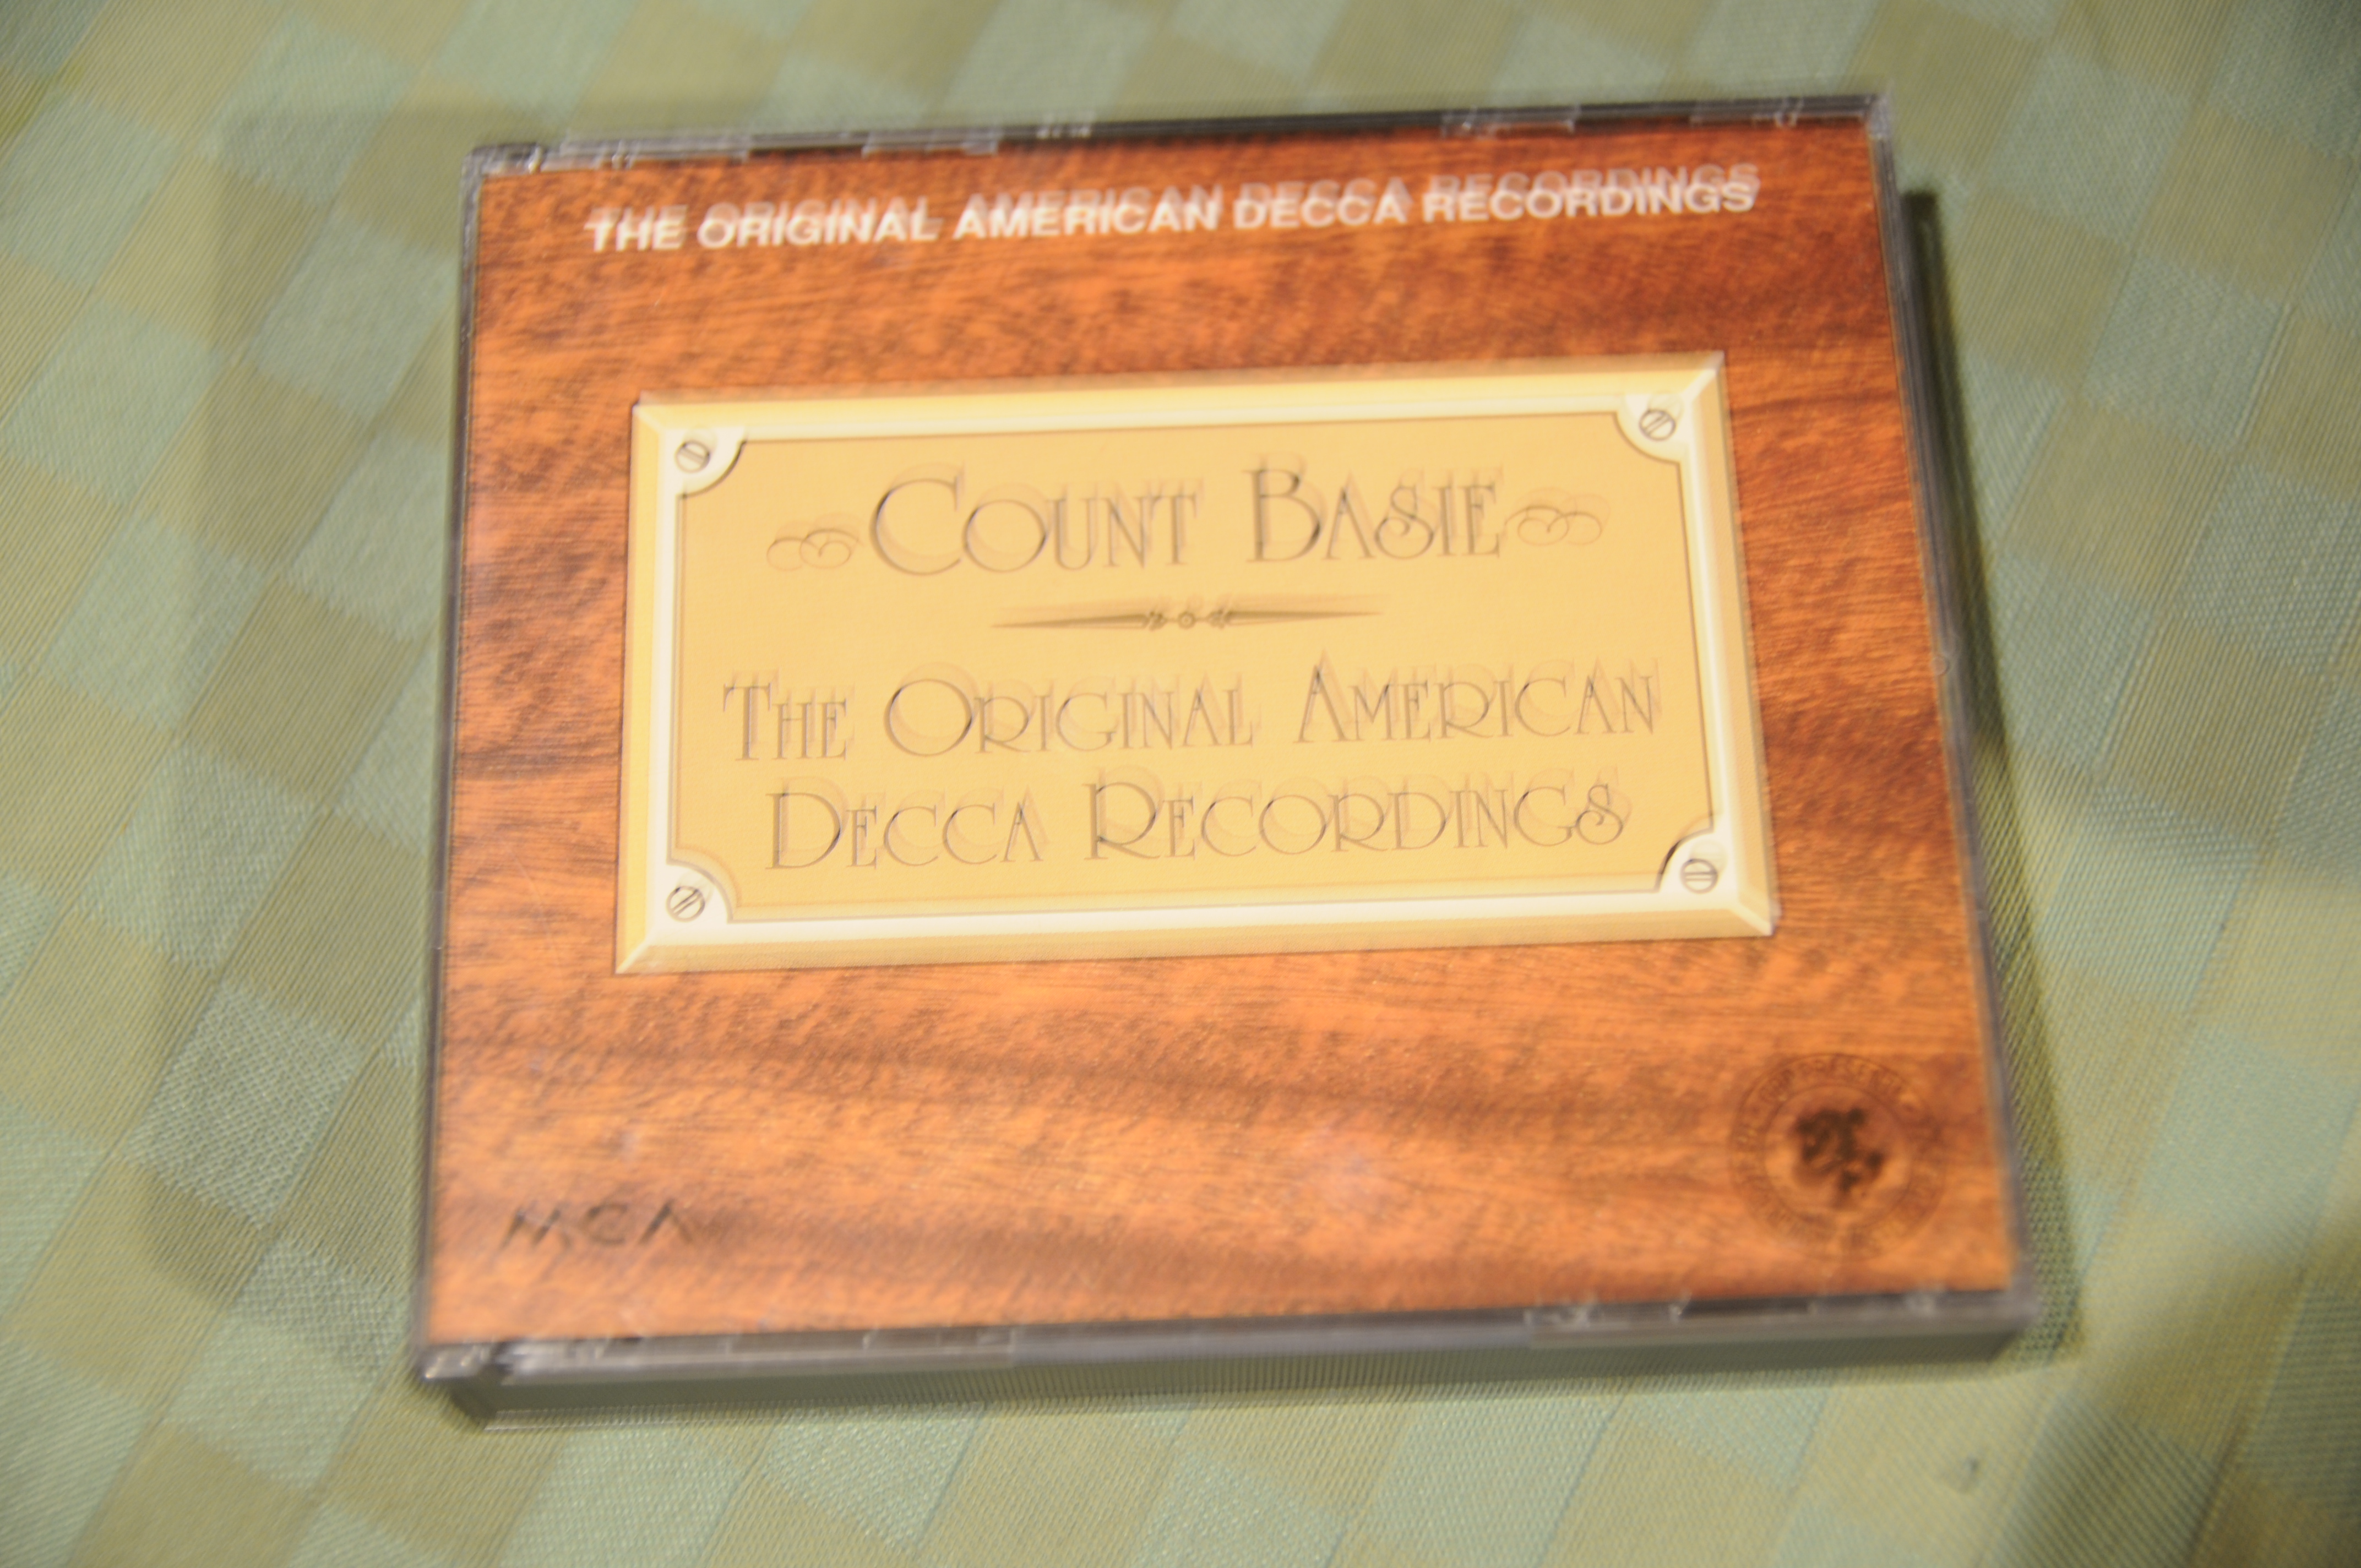 THE ORIGINAL AMERICAN DECCA RECORDINGS
COUNT BASIE
THE ORIGINAL AMERICAN
DECCA RECORDINGS
MCA